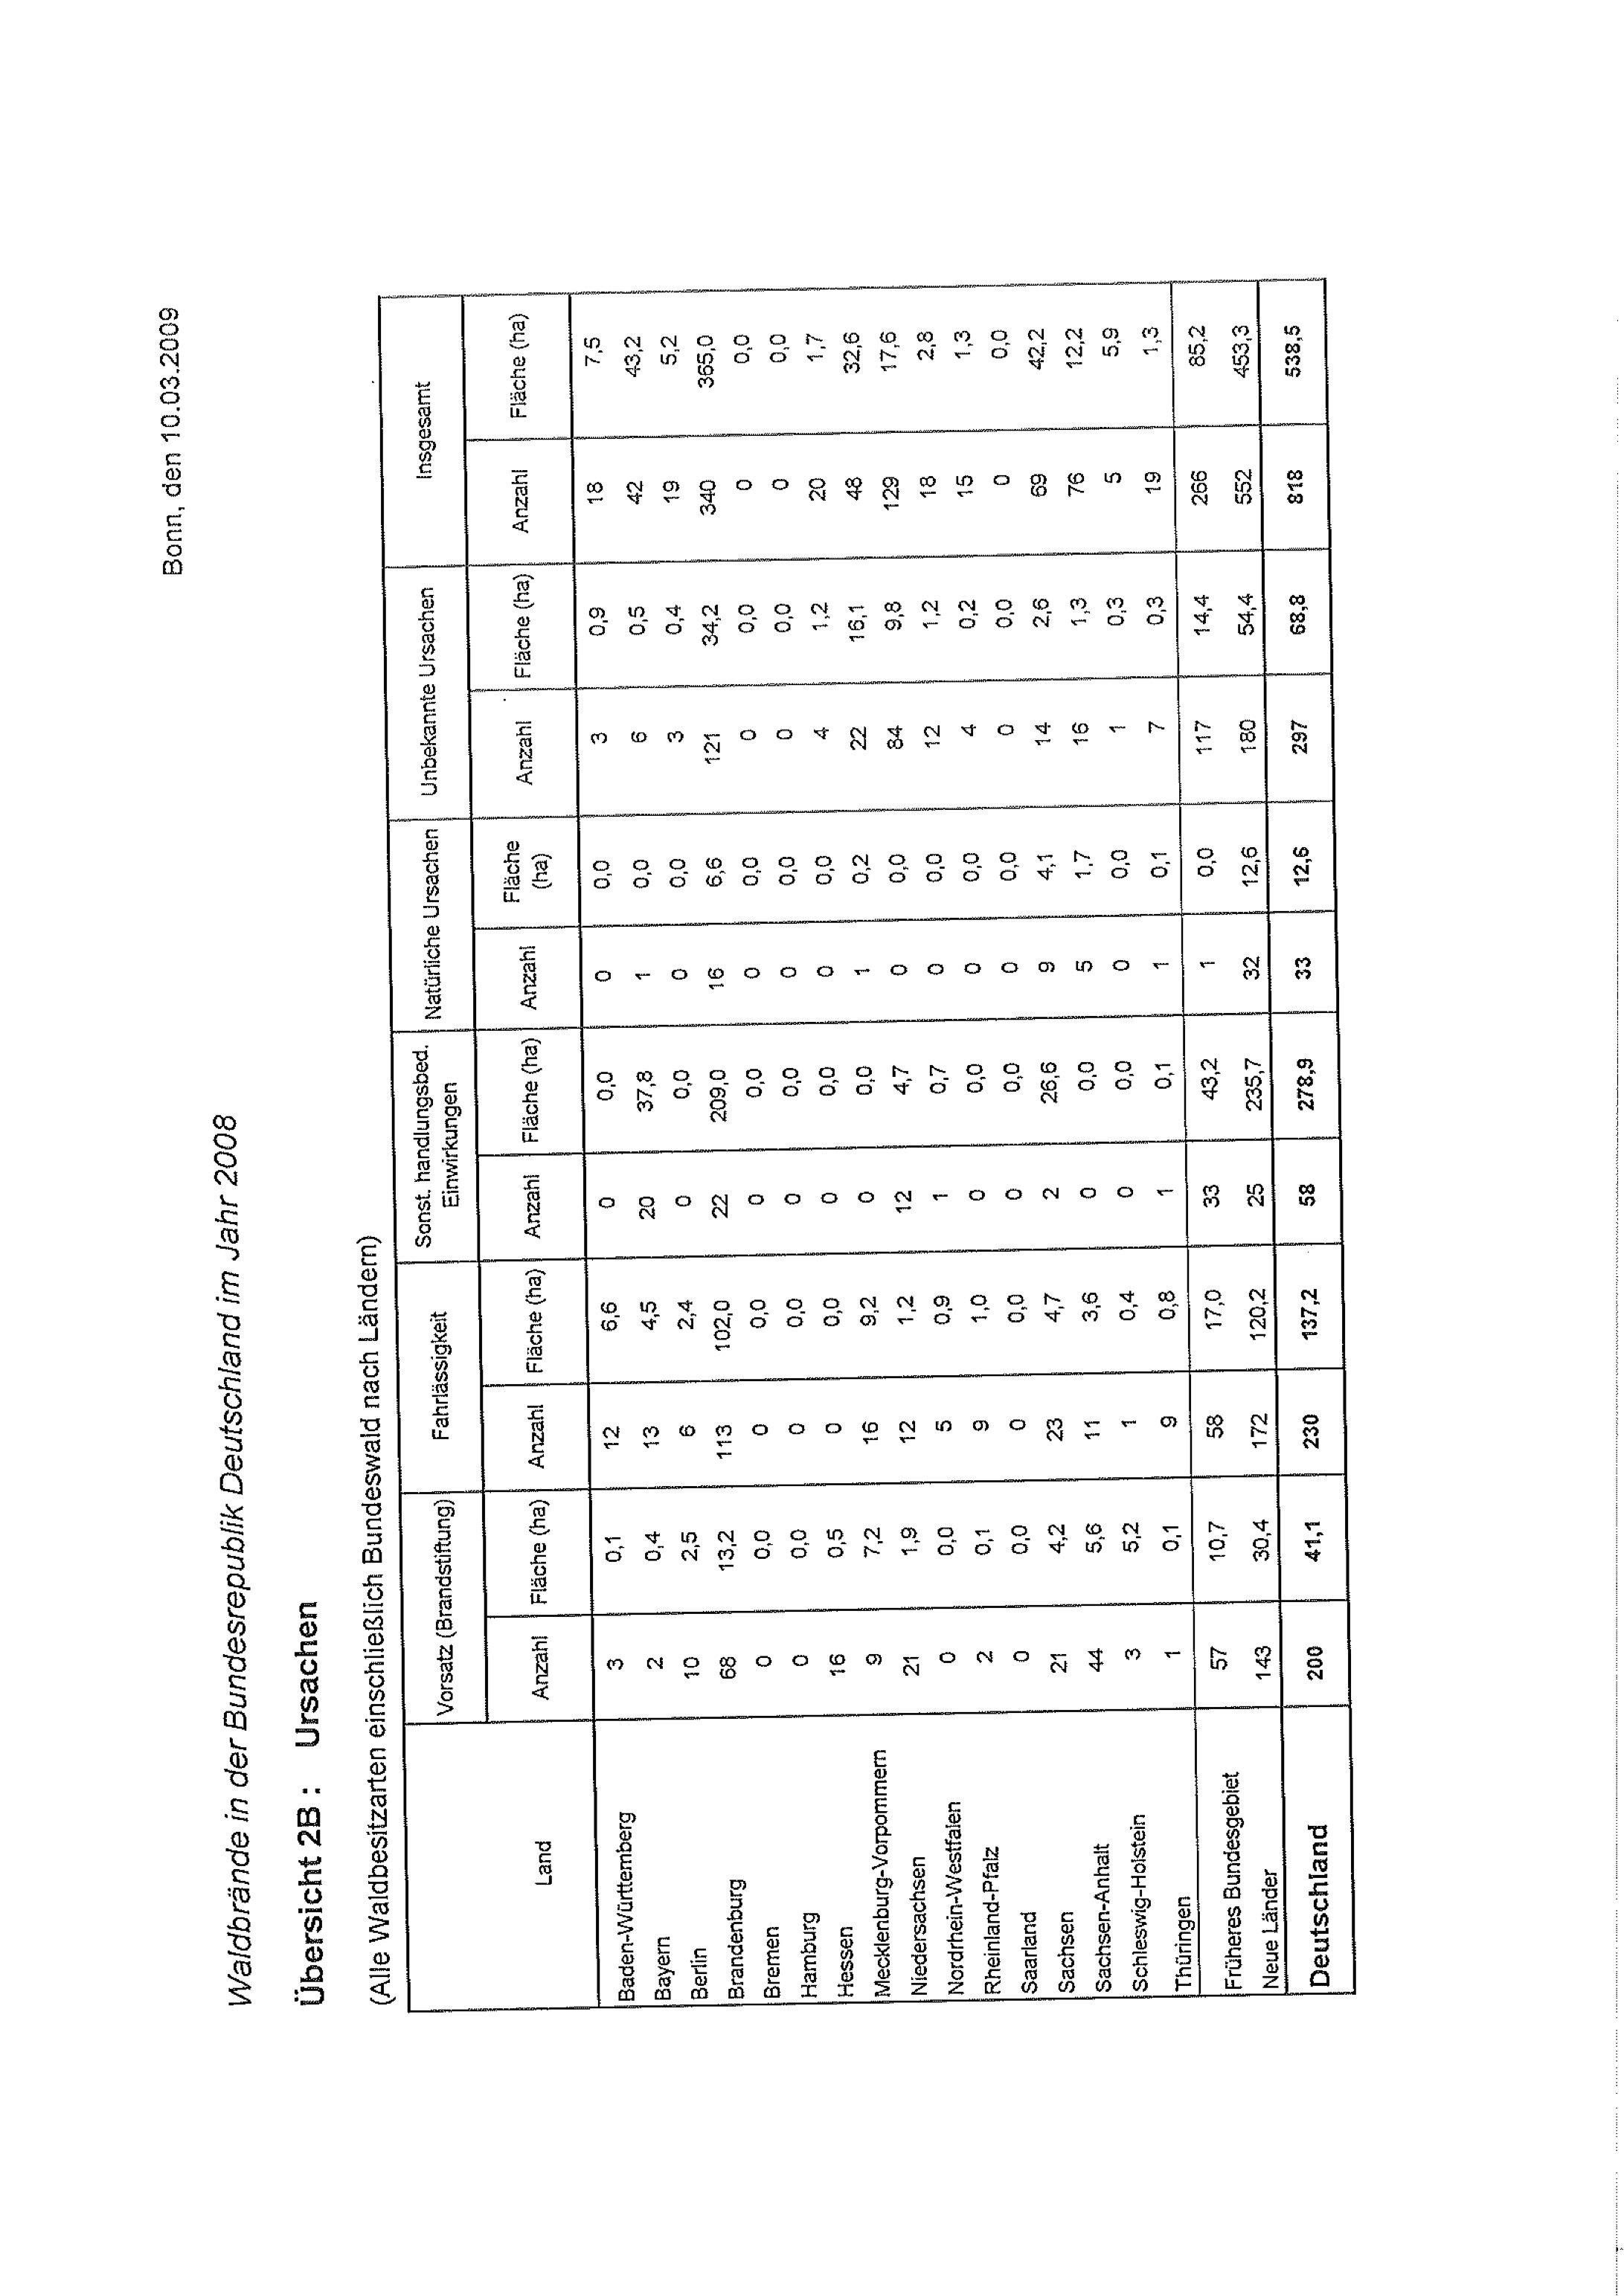 Bonn, den 10.03.2009
Waldbrände in der Bundesrepublik Deutschland im Jahr 2008
Übersicht 2B : Ursachen
(Alle Waldbesitzarten einschließlich Bundeswald nach Ländern)
Land Vorsatz (Brandstiftung) Fahrlässigkeit Sonst. handlungsbed. Einwirkungen Natürliche Ursachen Unbekannte Ursachen Insgesamt
Anzahl Fläche (ha) Anzahl Fläche (ha) Anzahl Fläche (ha) Anzahl Fläche (ha) Anzahl Fläche (ha) Anzahl Fläche (ha)
Baden-Württemberg 3 0,1 12 6,6 0 0,0 0 0,0 3 0,9 18 7,5
Bayern 2 0,4 13 4,5 20 37,8 1 0,0 6 0,5 42 43,2
Berlin 10 2,5 6 2,4 0 0,0 0 0,0 3 0,4 19 5,2
Brandenburg 68 13,2 113 102,0 22 209,0 16 6,6 121 34,2 340 365,0
Bremen 0 0,0 0 0,0 0 0,0 0 0,0 0 0,0 0 0,0
Hamburg 0 0,0 0 0,0 0 0,0 0 0,0 0 0,0 0 0,0
Hessen 16 0,5 0 0,0 0 0,0 0 0,0 4 1,2 20 1,7
Mecklenburg-Vorpommern 9 7,2 16 9,2 0 0,0 1 0,2 22 16,1 48 32,6
Niedersachsen 21 1,9 12 1,2 12 4,7 0 0,0 84 9,8 129 17,6
Nordrhein-Westfalen 0 0,0 5 0,9 1 0,7 0 0,0 12 1,2 18 2,8
Rheinland-Pfalz 2 0,1 9 1,0 0 0,0 0 0,0 4 0,2 15 1,3
Saarland 0 0,0 0 0,0 0 0,0 0 0,0 0 0,0 0 0,0
Sachsen 21 4,2 23 4,7 2 26,6 9 4,1 14 2,6 69 42,2
Sachsen-Anhalt 44 5,6 11 3,6 0 0,0 5 1,7 16 1,3 76 12,2
Schleswig-Holstein 3 5,2 1 0,4 0 0,0 0 0,0 1 0,3 5 5,9
Thüringen 1 0,1 9 0,8 1 0,1 1 0,1 7 0,3 19 1,3
Früheres Bundesgebiet 57 10,7 58 17,0 33 43,2 1 0,0 117 14,4 266 85,2
Neue Länder 143 30,4 172 120,2 25 235,7 32 12,6 180 54,4 552 453,3
Deutschland 200 41,1 230 137,2 58 278,9 33 12,6 297 68,8 818 538,5